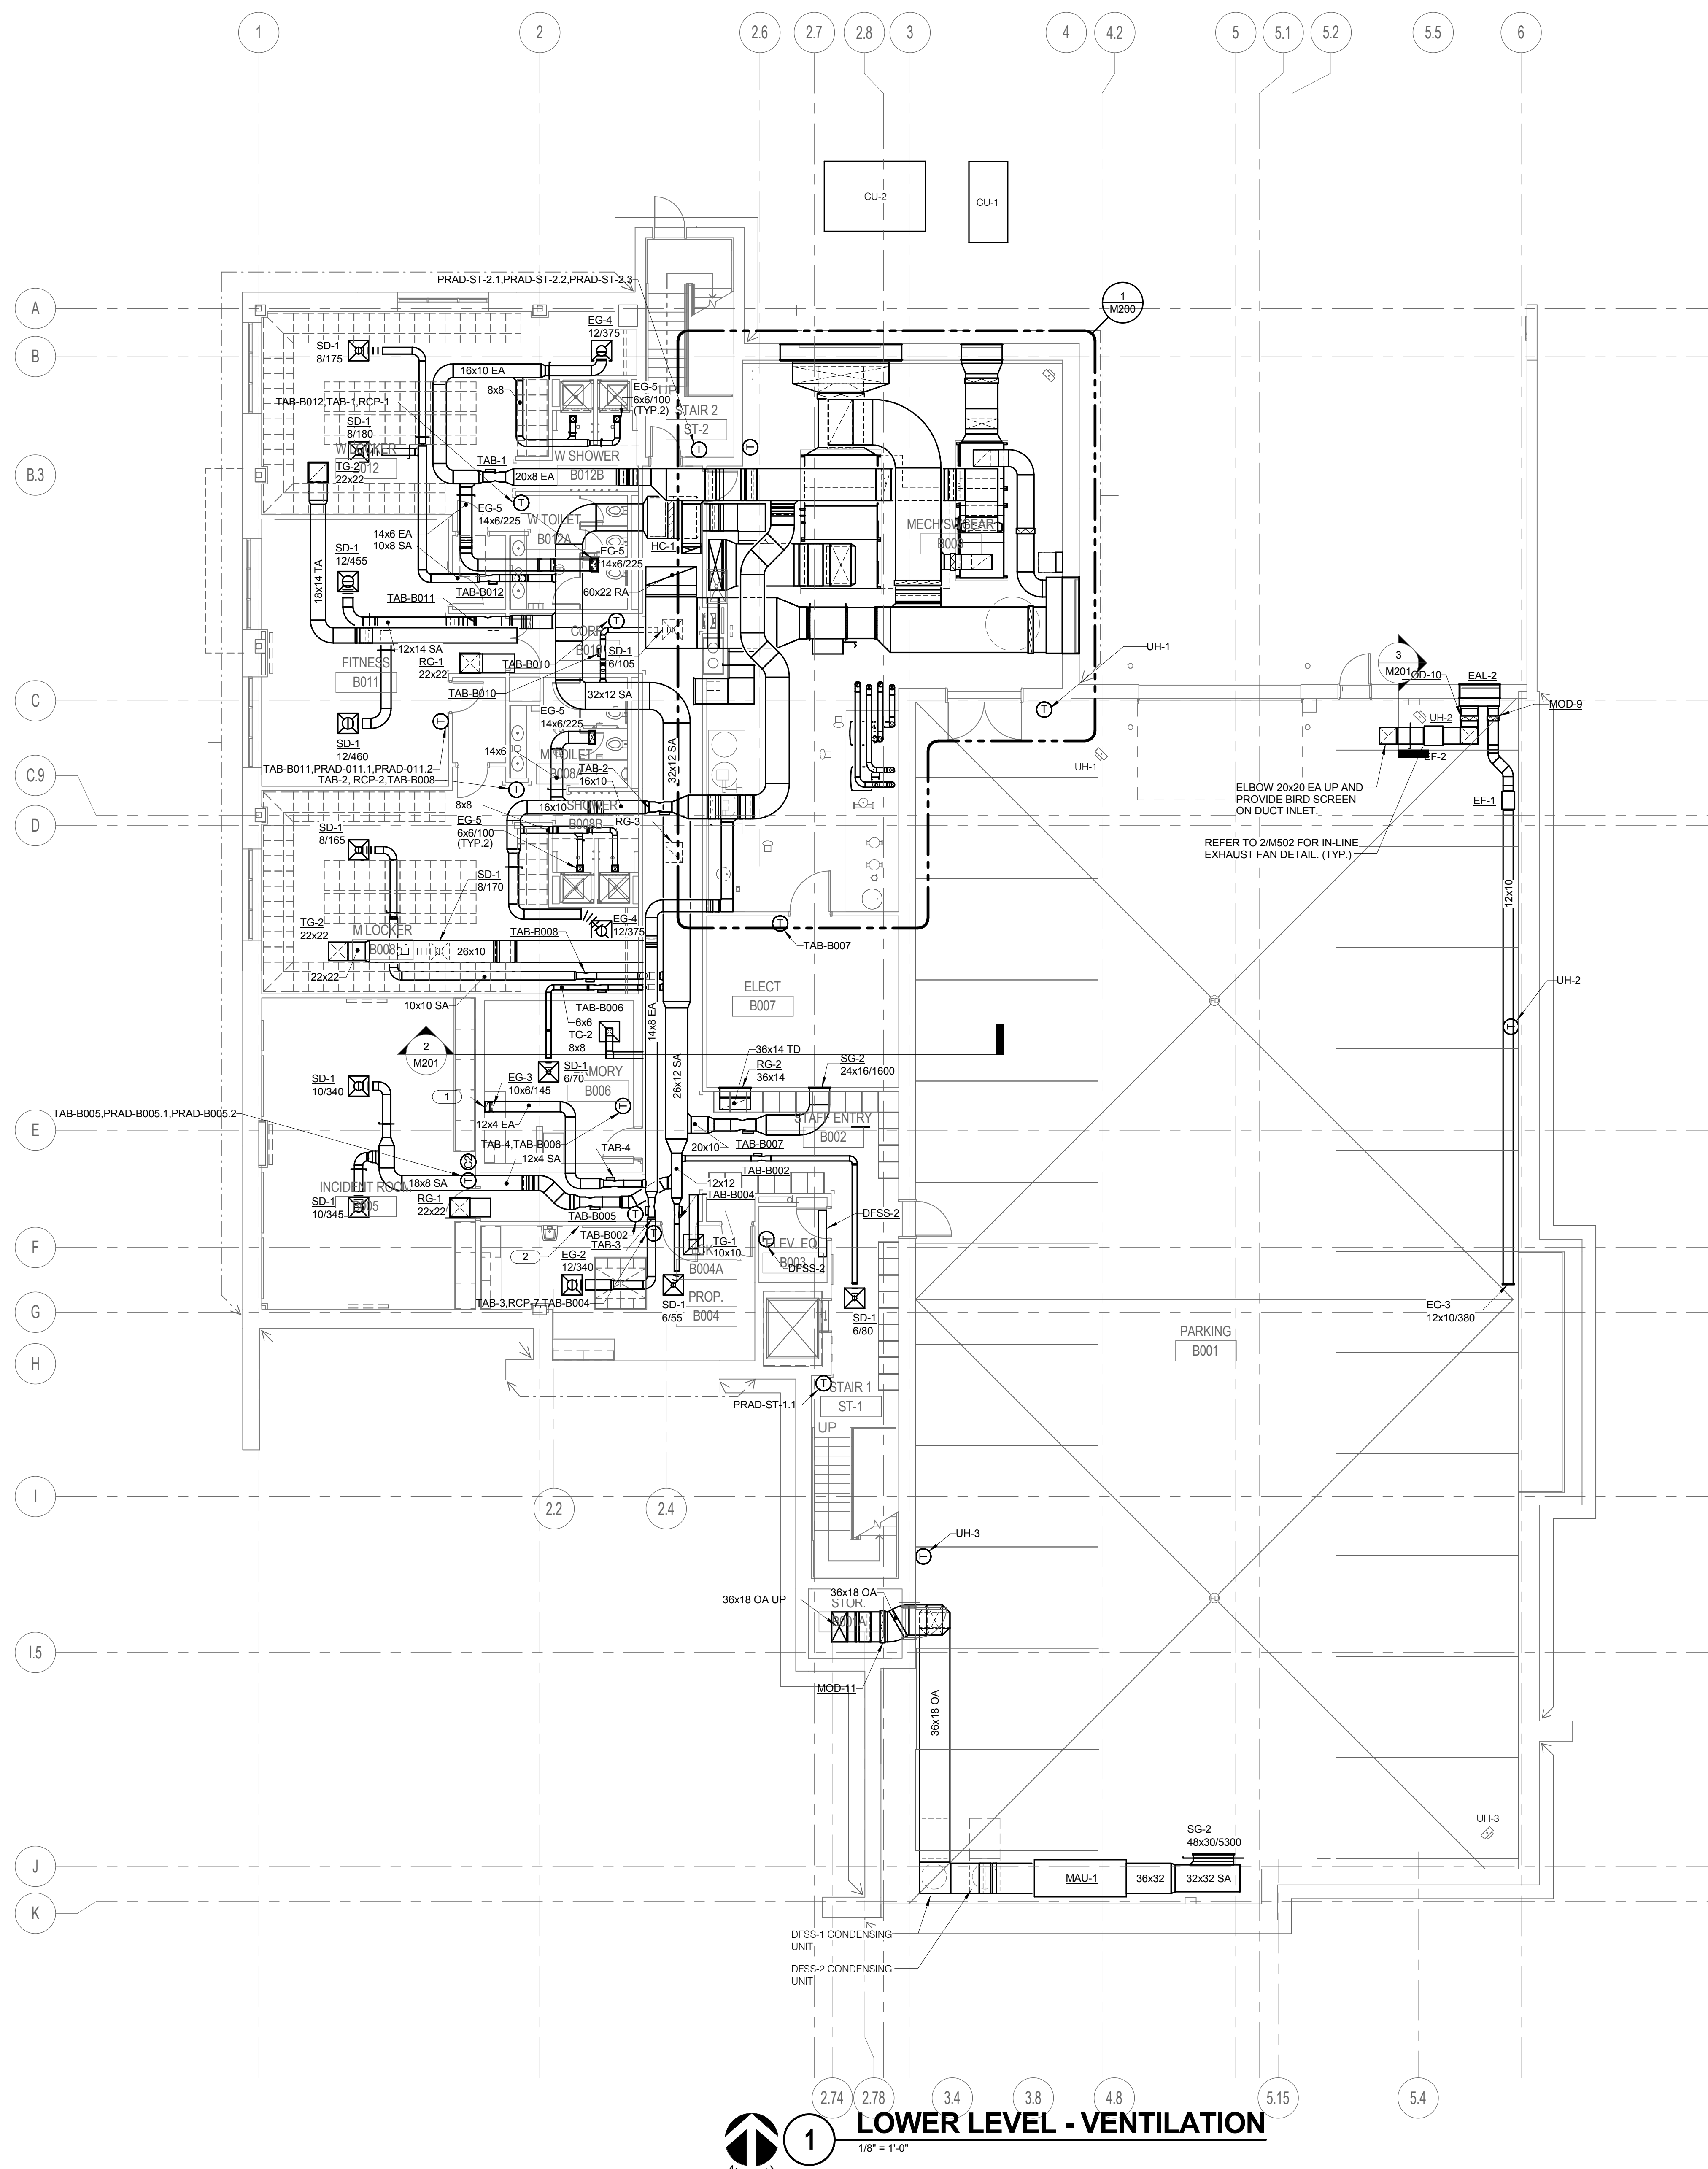 1
2
2.6
2.7
2.8
3
4
4.2
5
5.1
5.2
5.5
6
CU-2
CU-1
PRAD-ST-2.1,PRAD-ST-2.2,PRAD-ST-2.3
A
1
M200
EG-4
12/375
SD-1
8/175
B
16x10 EA
8x8
EG-5
6x6/100
(TYP.2)
TAB-B012,TAB-1,RCP-1
STAIR 2
ST-2
SD-1
8/180
W LOCKER
B012
W SHOWER
B012B
TAB-1
TG-2
22x22
B.3
20x8 EA
EG-5
14x6/225
W TOILET
B012A
MECH/SWGEAR
14x6 EA
10x8 SA
SD-1
12/455
HC-1
EG-5
14x6/225
18x14 TA
TAB-B012
TAB-B011
60x22 RA
12x14 SA
FITNESS
B011
RG-1
22x22
TAB-B010
SD-1
6/105
UH-1
3
M201
MOD-10
EAL-2
C
TAB-B010
32x12 SA
MOD-9
EG-5
14x6/225
UH-2
SD-1
12/460
14x6
M TOILET
B008A
32x12 SA
EF-2
UH-1
TAB-B011,PRAD-011.1,PRAD-011.2
TAB-2, RCP-2,TAB-B008
TAB-2
16x10
C.9
ELBOW 20x20 EA UP AND
PROVIDE BIRD SCREEN
ON DUCT INLET.
EF-1
8x8
16x10
SHOWER
B008B
D
SD-1
8/165
EG-5
6x6/100
(TYP.2)
RG-3
REFER TO 2/M502 FOR IN-LINE
EXHAUST FAN DETAIL. (TYP.)
SD-1
8/170
12x10
TG-2
22x22
M LOCKER
B008
EG-4
12/375
TAB-B008
TAB-B007
26x10
22x22
ELECT
B007
UH-2
10x10 SA
TAB-B006
6x6
14x8 EA
TG-2
8x8
2
M201
36x14 TD
RG-2
36x14
SG-2
24x16/1600
SD-1
6/70
B006
26x12 SA
SD-1
10/340
EG-3
10x6/145
1
TAB-B005,PRAD-B005.1,PRAD-B005.2
12x4 EA
E
STAFF ENTRY
B002
TAB-4,TAB-B006
TAB-4
20x10
TAB-B007
12x4 SA
C2
TAB-B002
18x8 SA
12x12
INCIDENT ROOM
B005
TAB-B004
SD-1
10/345
RG-1
22x22
TAB-B005
DFSS-2
TAB-B002
TAB-3
F
2
EG-2
12/340
TG-1
10x10
ELEV. EQ.
B003
B004A
DFSS-2
TAB-3,RCP-7,TAB-B004
PROP.
B004
G
SD-1
6/55
SD-1
6/80
EG-3
12x10/380
PARKING
B001
H
STAIR 1
ST-1
PRAD-ST-1.1
UP
I
2.2
2.4
UH-3
36x18 OA UP
36x18 OA
STOR.
B001A
I.5
MOD-11
36x18 OA
UH-3
SG-2
48x30/5300
J
MAU-1
36x32
32x32 SA
K
DFSS-1 CONDENSING
UNIT
DFSS-2 CONDENSING
UNIT
2.74
2.78
3.4
3.8
4.8
5.15
5.4
1
LOWER LEVEL - VENTILATION
1/8" = 1'-0"